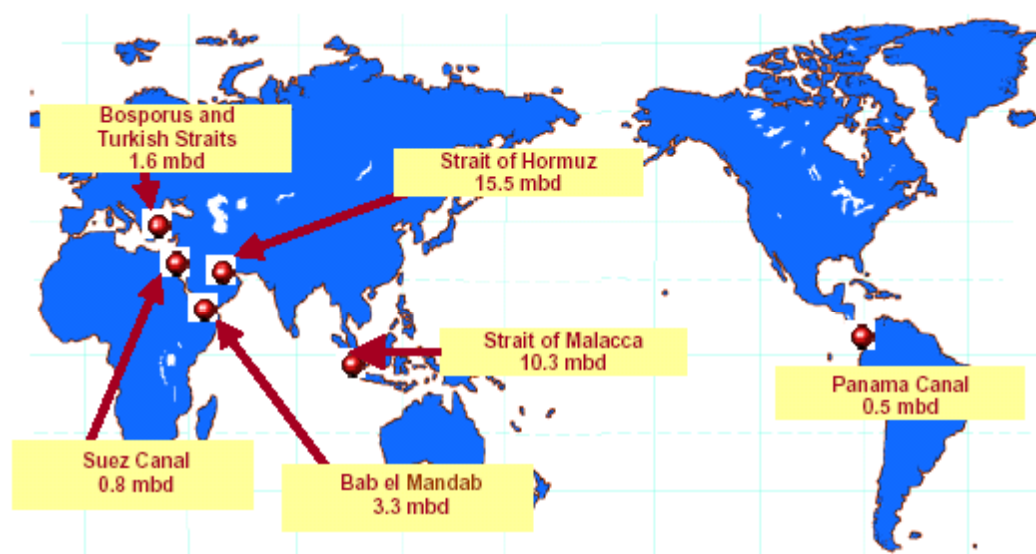 Bosporus and
Turkish Straits
1.6 mbd
Strait of Hormuz
15.5 mbd
Strait of Malacca
10.3 mbd
Panama Canal
0.5 mbd
Suez Canal
0.8 mbd
Bab el Mandab
3.3 mbd